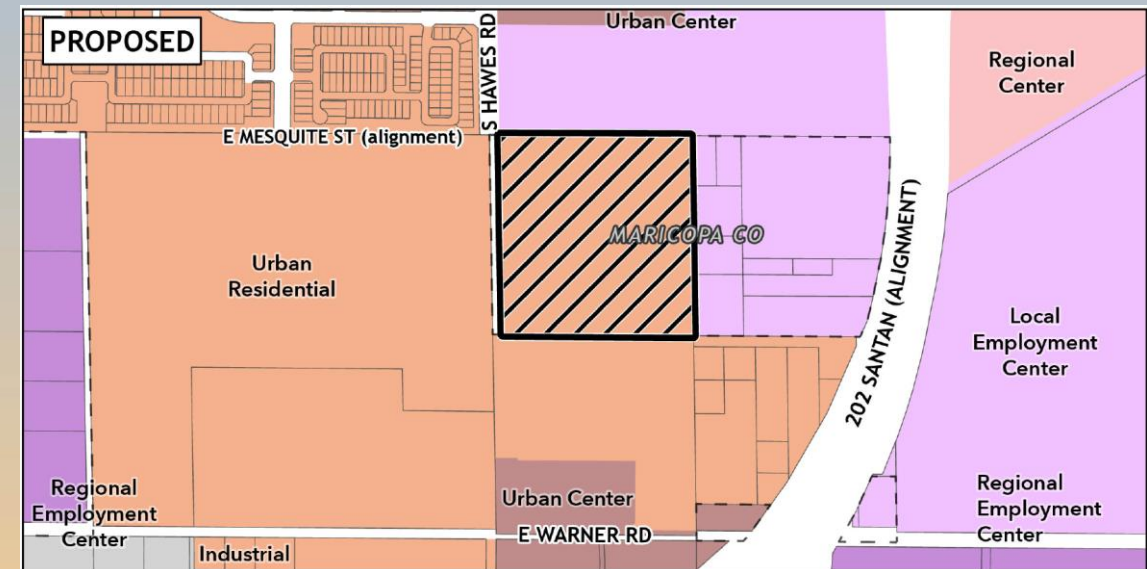 PROPOSED
S HAWES RD
Urban Center
Regional
Center
E MESQUITE ST (alignment)
MARICOPA CO
Urban
Residential
202 SANTAN (ALIGNMENT)
Local
Employment
Center
Regional
Employment
Center
Urban Center
Regional
Employment
Center
E WARNER RD
Industrial